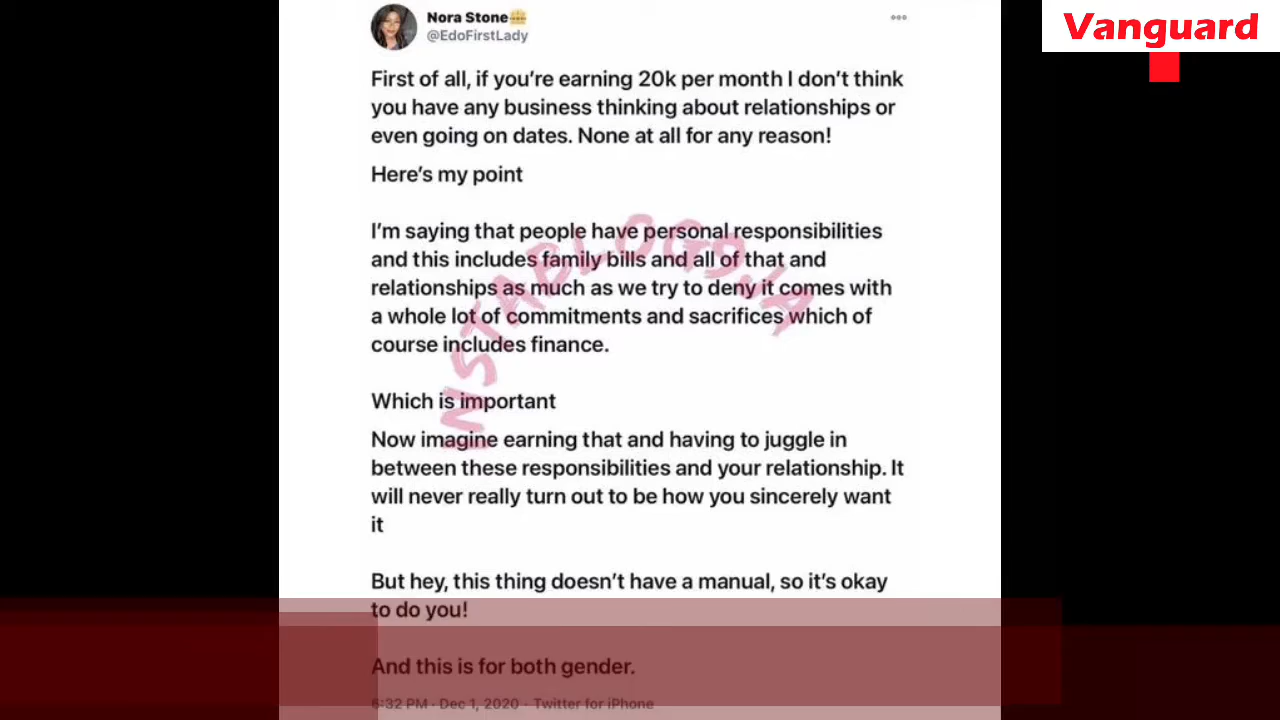 Nora Stone
@EdoFirstLady
Vanguard
First of all, if you're earning 20k per month I don't think
you have any business thinking about relationships or
even going on dates. None at all for any reason!
Here's my point
I'm saying that people have personal responsibilities
and this includes family bills and all of that and
relationships as much as we try to deny it comes with
a whole lot of commitments and sacrifices which of
course includes finance.
INSTABLOG9JA
Which is important
Now imagine earning that and having to juggle in
between these responsibilities and your relationship. It
will never really turn out to be how you sincerely want
it
But hey, this thing doesn't have a manual, so it's okay
to do you!
And this is for both gender.
6:32 PM · Dec 1, 2020 · Twitter for iPhone